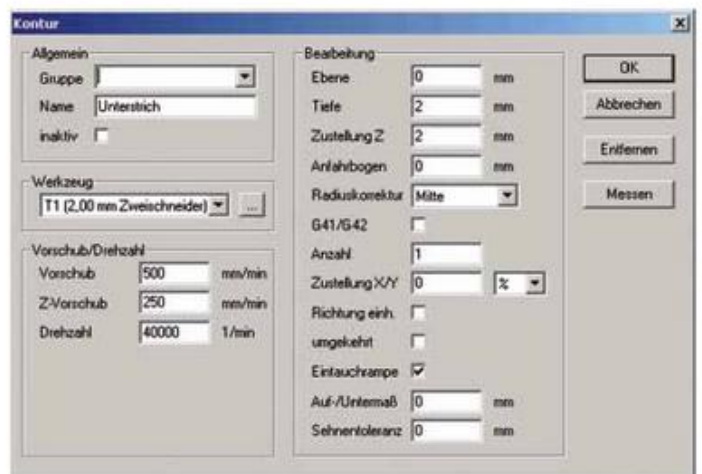 Kontur
Allgemein
Gruppe
Name Unterstrich
inaktiv
Werkzeug
T1 (2,00 mm Zweischneider) ...
Vorschub/Drehzahl
Vorschub 500 mm/min
Z-Vorschub 250 mm/min
Drehzahl 40000 1/min
Bearbeitung
Ebene 0 mm
Tiefe 2 mm
Zustellung Z 2 mm
Anfahrbogen 0 mm
Radiuskorrektur Mitte
G41/G42
Anzahl 1
Zustellung X/Y 0 %
Richtung einh.
umgekehrt
Eintauchrampe
Auf-/Untermaß 0 mm
Sehnentoleranz 0 mm
OK
Abbrechen
Entfernen
Messen